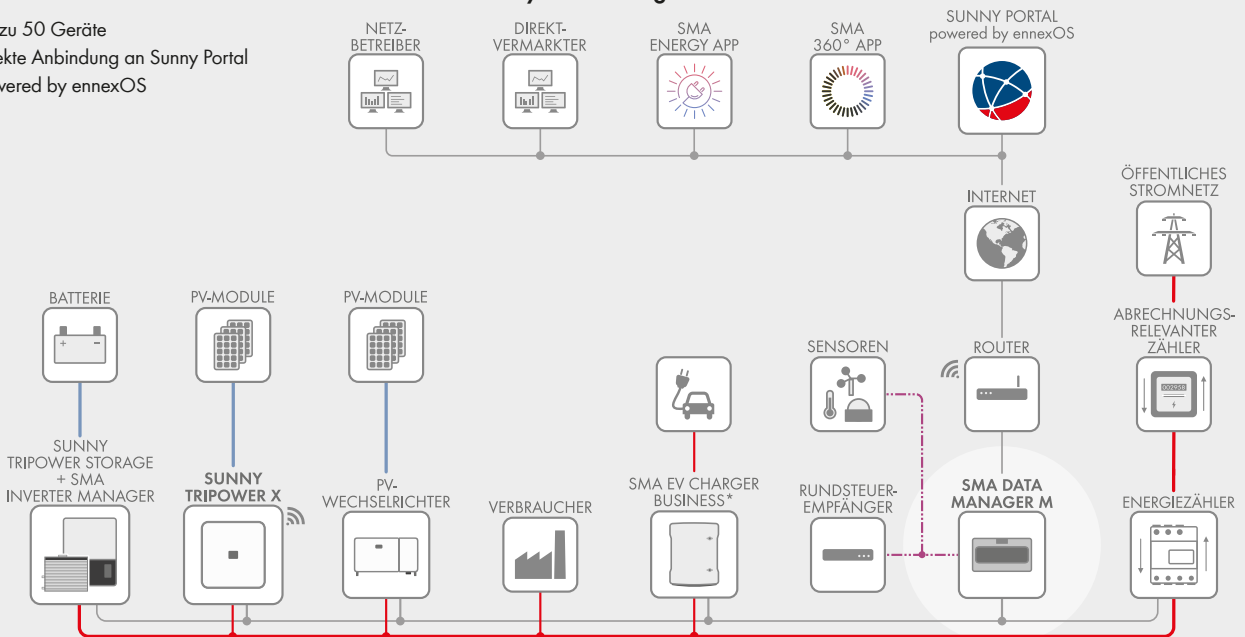 zu 50 Geräte
ekte Anbindung an Sunny Portal
wered by ennexOS
NETZ-
BETREIBER
DIREKT-
VERMARKTER
SMA
ENERGY APP
SMA
360° APP
SUNNY PORTAL
powered by ennexOS
INTERNET
ÖFFENTLICHES
STROMNETZ
BATTERIE
PV-MODULE
PV-MODULE
SENSOREN
ROUTER
ABRECHNUNGS-
RELEVANTER
ZÄHLER
SUNNY
TRIPOWER STORAGE
+ SMA
INVERTER MANAGER
SUNNY
TRIPOWER X
PV-
WECHSELRICHTER
VERBRAUCHER
SMA EV CHARGER
BUSINESS*
RUNDSTEUER-
EMPFÄNGER
SMA DATA
MANAGER M
ENERGIEZÄHLER